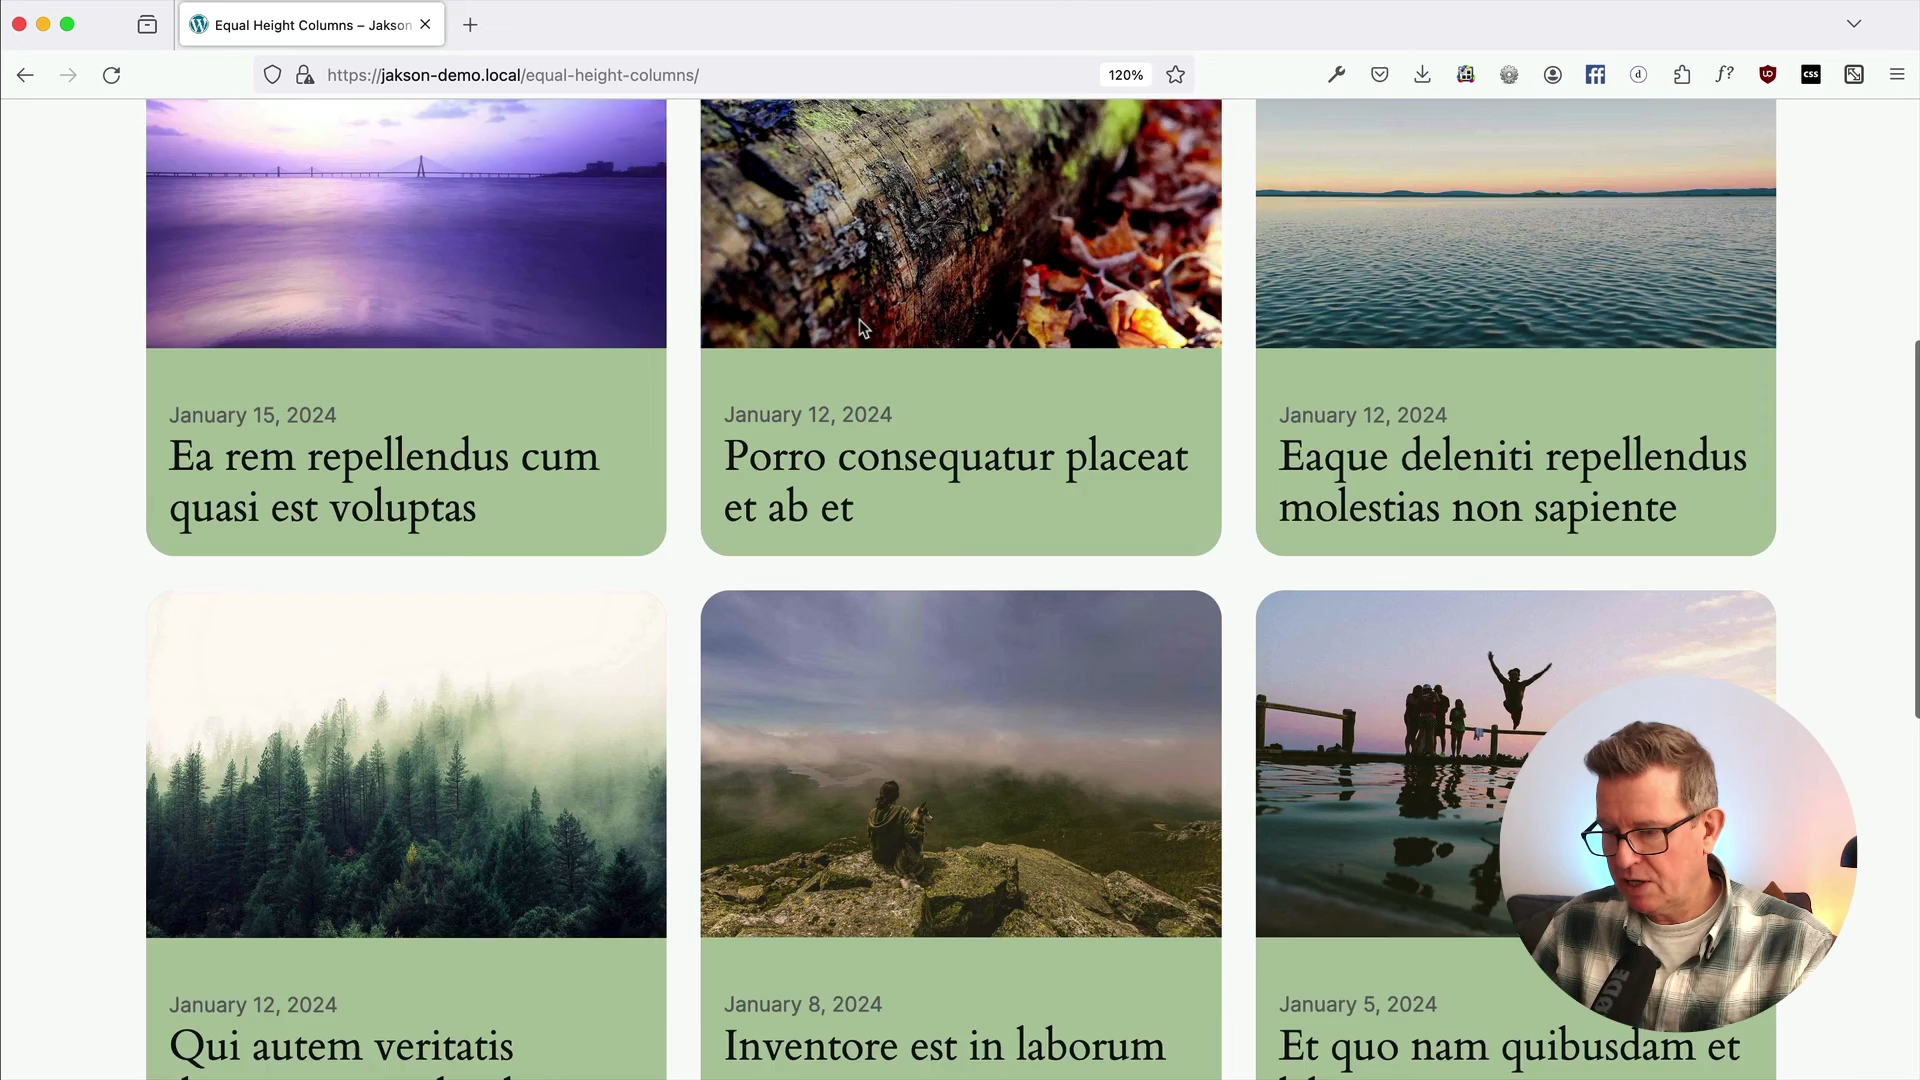 Equal Height Columns – Jakson
https://jakson-demo.local/equal-height-columns/
120%
January 15, 2024
Ea rem repellendus cum
quasi est voluptas
January 12, 2024
Porro consequatur placeat
et ab et
January 12, 2024
Eaque deleniti repellendus
molestias non sapiente
January 12, 2024
Qui autem veritatis
January 8, 2024
Inventore est in laborum
January 5, 2024
Et quo nam quibusdam et
RØDE